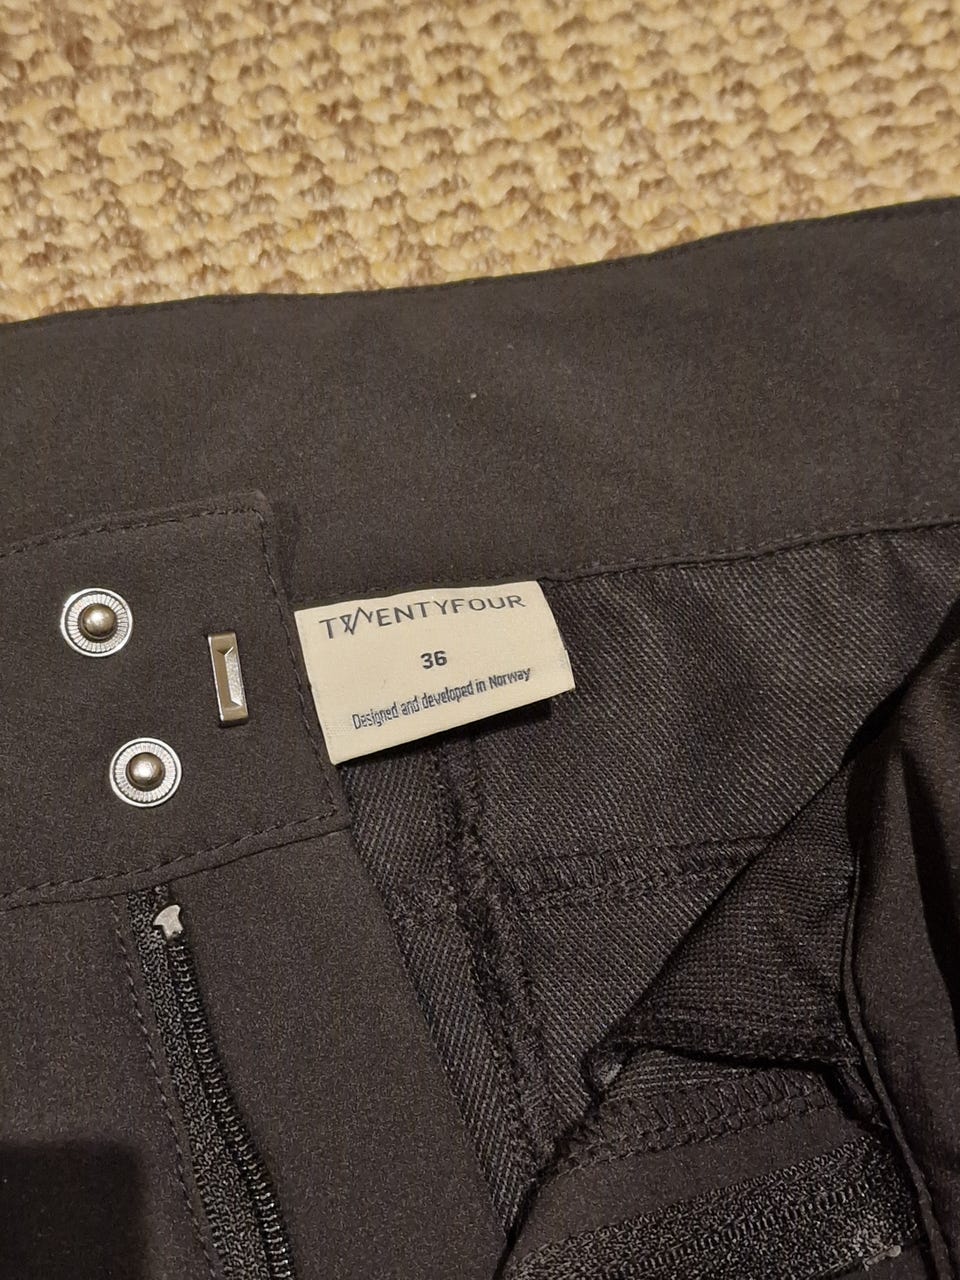 TWENTYFOUR
36
Designed and developed in Norway